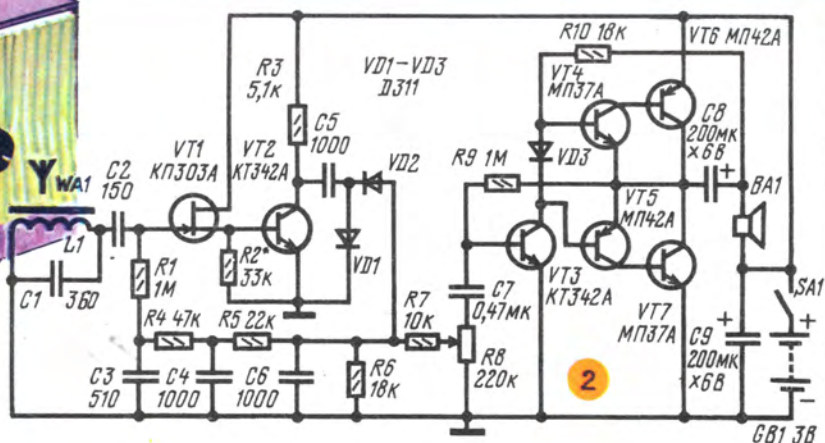 R10 18к
VT6 МП42А
R3
5,1к
VD1–VD3
Д311
VT4
МП37А
C8
200мк
×6В
C5
1000
VT1
КП303А
VT2
КТ342А
VD2
R9 1М
VD3
+
BA1
C2
150
WA1
L1
VT5
МП42А
R1
1М
R2*
33к
VD1
VT3
КТ342А
SA1
C1
360
C7
0,47мк
VT7
МП37А
+
+
R4 47к
R5 22к
R7
10к
C9
200мк
×6В
C3
510
C4
1000
C6
1000
R6
18к
R8
220к
2
–
GB1 3В